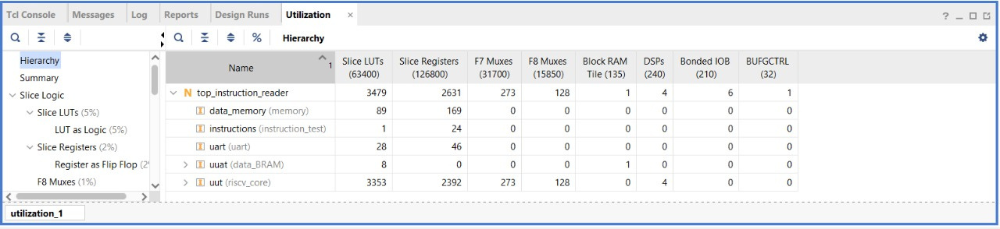 Tcl Console Messages Log Reports Design Runs Utilization × ? _
Hierarchy
Hierarchy
Summary
Slice Logic
Slice LUTs (5%)
LUT as Logic (5%)
Slice Registers (2%)
Register as Flip Flop (2
F8 Muxes (1%)
Name 1 Slice LUTs (63400) Slice Registers (126800) F7 Muxes (31700) F8 Muxes (15850) Block RAM Tile (135) DSPs (240) Bonded IOB (210) BUFGCTRL (32)
N top_instruction_reader 3479 2631 273 128 1 4 6 1
I data_memory (memory) 89 169 0 0 0 0 0 0
I instructions (instruction_test) 1 24 0 0 0 0 0 0
I uart (uart) 28 46 0 0 0 0 0 0
I uuat (data_BRAM) 8 0 0 0 1 0 0 0
I uut (riscv_core) 3353 2392 273 128 0 4 0 0
utilization_1